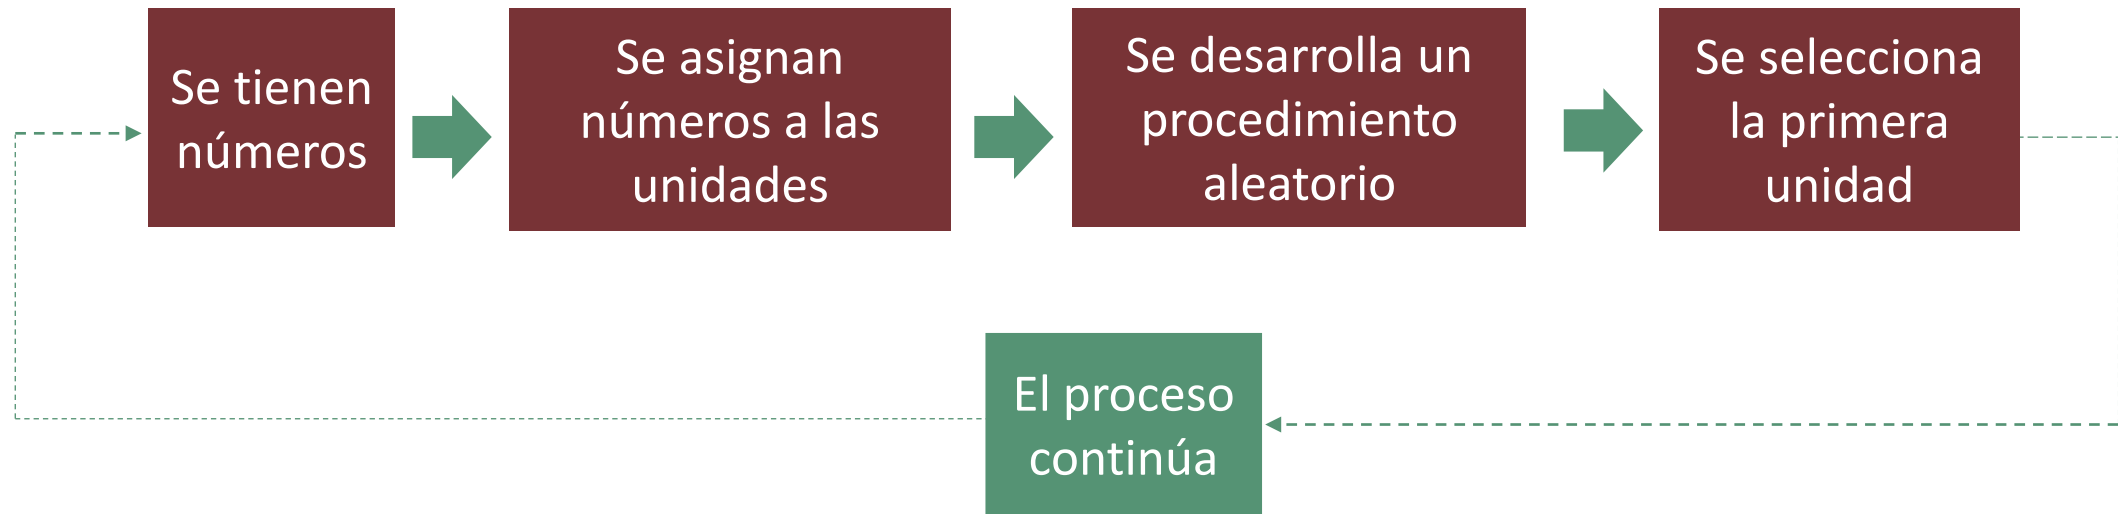 Se tienen
números
Se asignan
números a las
unidades
Se desarrolla un
procedimiento
aleatorio
Se selecciona
la primera
unidad
El proceso
continúa